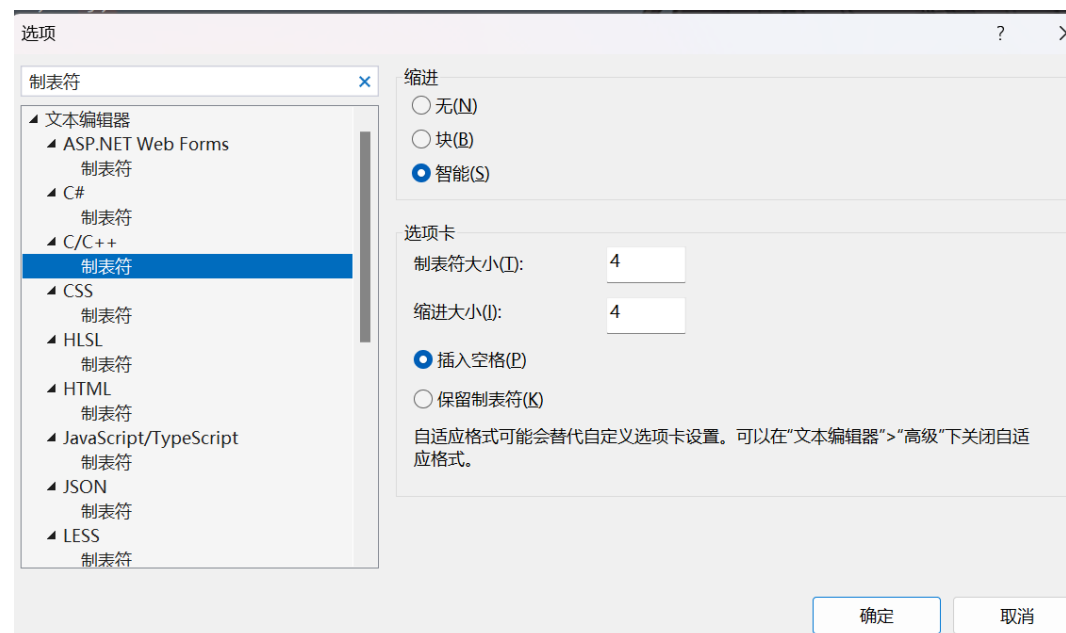 选项
?
制表符
文本编辑器
ASP.NET Web Forms
制表符
C#
制表符
C/C++
制表符
CSS
制表符
HLSL
制表符
HTML
制表符
JavaScript/TypeScript
制表符
JSON
制表符
LESS
制表符
缩进
无(N)
块(B)
智能(S)
选项卡
制表符大小(T):
4
缩进大小(I):
4
插入空格(P)
保留制表符(K)
自适应格式可能会替代自定义选项卡设置。可以在"文本编辑器">"高级"下关闭自适
应格式。
确定
取消